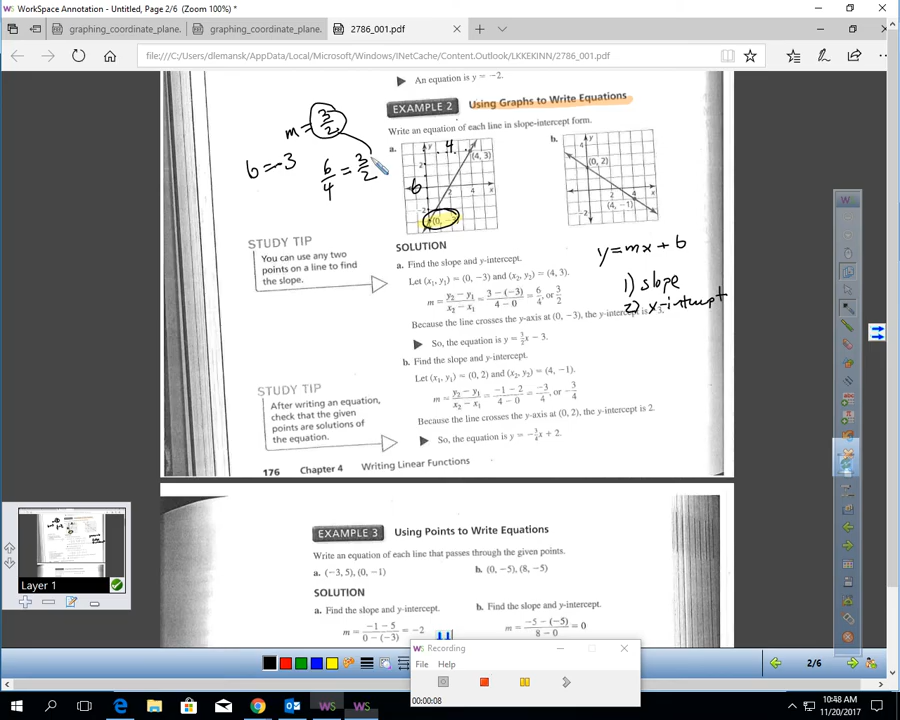 WorkSpace Annotation - Untitled, Page 2/6 (Zoom 100%)
graphing_coordinate_plane. graphing_coordinate_plane. 2786_001.pdf
file:///C:/Users/dlemansk/AppData/Local/Microsoft/Windows/INetCache/Content.Outlook/LKKEKINN/2786_001.pdf
An equation is y = −2.
EXAMPLE 2 Using Graphs to Write Equations
Write an equation of each line in slope-intercept form.
m = 3/2
b = -3
6/4 = 3/2
a. y 4 (4, 3)
2
6
2 4 x
−2
(0, −
b. 4 y
(0, 2)
2 4 x
(4, −1)
−2
y = mx + b
1) slope
2) x-intercept
STUDY TIP
You can use any two
points on a line to find
the slope.
SOLUTION
a. Find the slope and y-intercept.
Let (x₁, y₁) = (0, −3) and (x₂, y₂) = (4, 3).
m = y₂ − y₁ / x₂ − x₁ = 3 − (−3) / 4 − 0 = 6/4, or 3/2
Because the line crosses the y-axis at (0, −3), the y-intercept is 3.
So, the equation is y = 3/2x − 3.
b. Find the slope and y-intercept.
Let (x₁, y₁) = (0, 2) and (x₂, y₂) = (4, −1).
m = y₂ − y₁ / x₂ − x₁ = −1 − 2 / 4 − 0 = −3/4, or − 3/4
Because the line crosses the y-axis at (0, 2), the y-intercept is 2.
So, the equation is y = −3/4x + 2.
STUDY TIP
After writing an equation,
check that the given
points are solutions of
the equation.
176 Chapter 4 Writing Linear Functions
Layer 1
EXAMPLE 3 Using Points to Write Equations
Write an equation of each line that passes through the given points.
a. (−3, 5), (0, −1) b. (0, −5), (8, −5)
SOLUTION
a. Find the slope and y-intercept.
m = −1 − 5 / 0 − (−3) = −2
b. Find the slope and y-intercept.
m = −5 − (−5) / 8 − 0 = 0
WS Recording
File Help
00:00:08
2/6
10:48 AM
11/20/2017